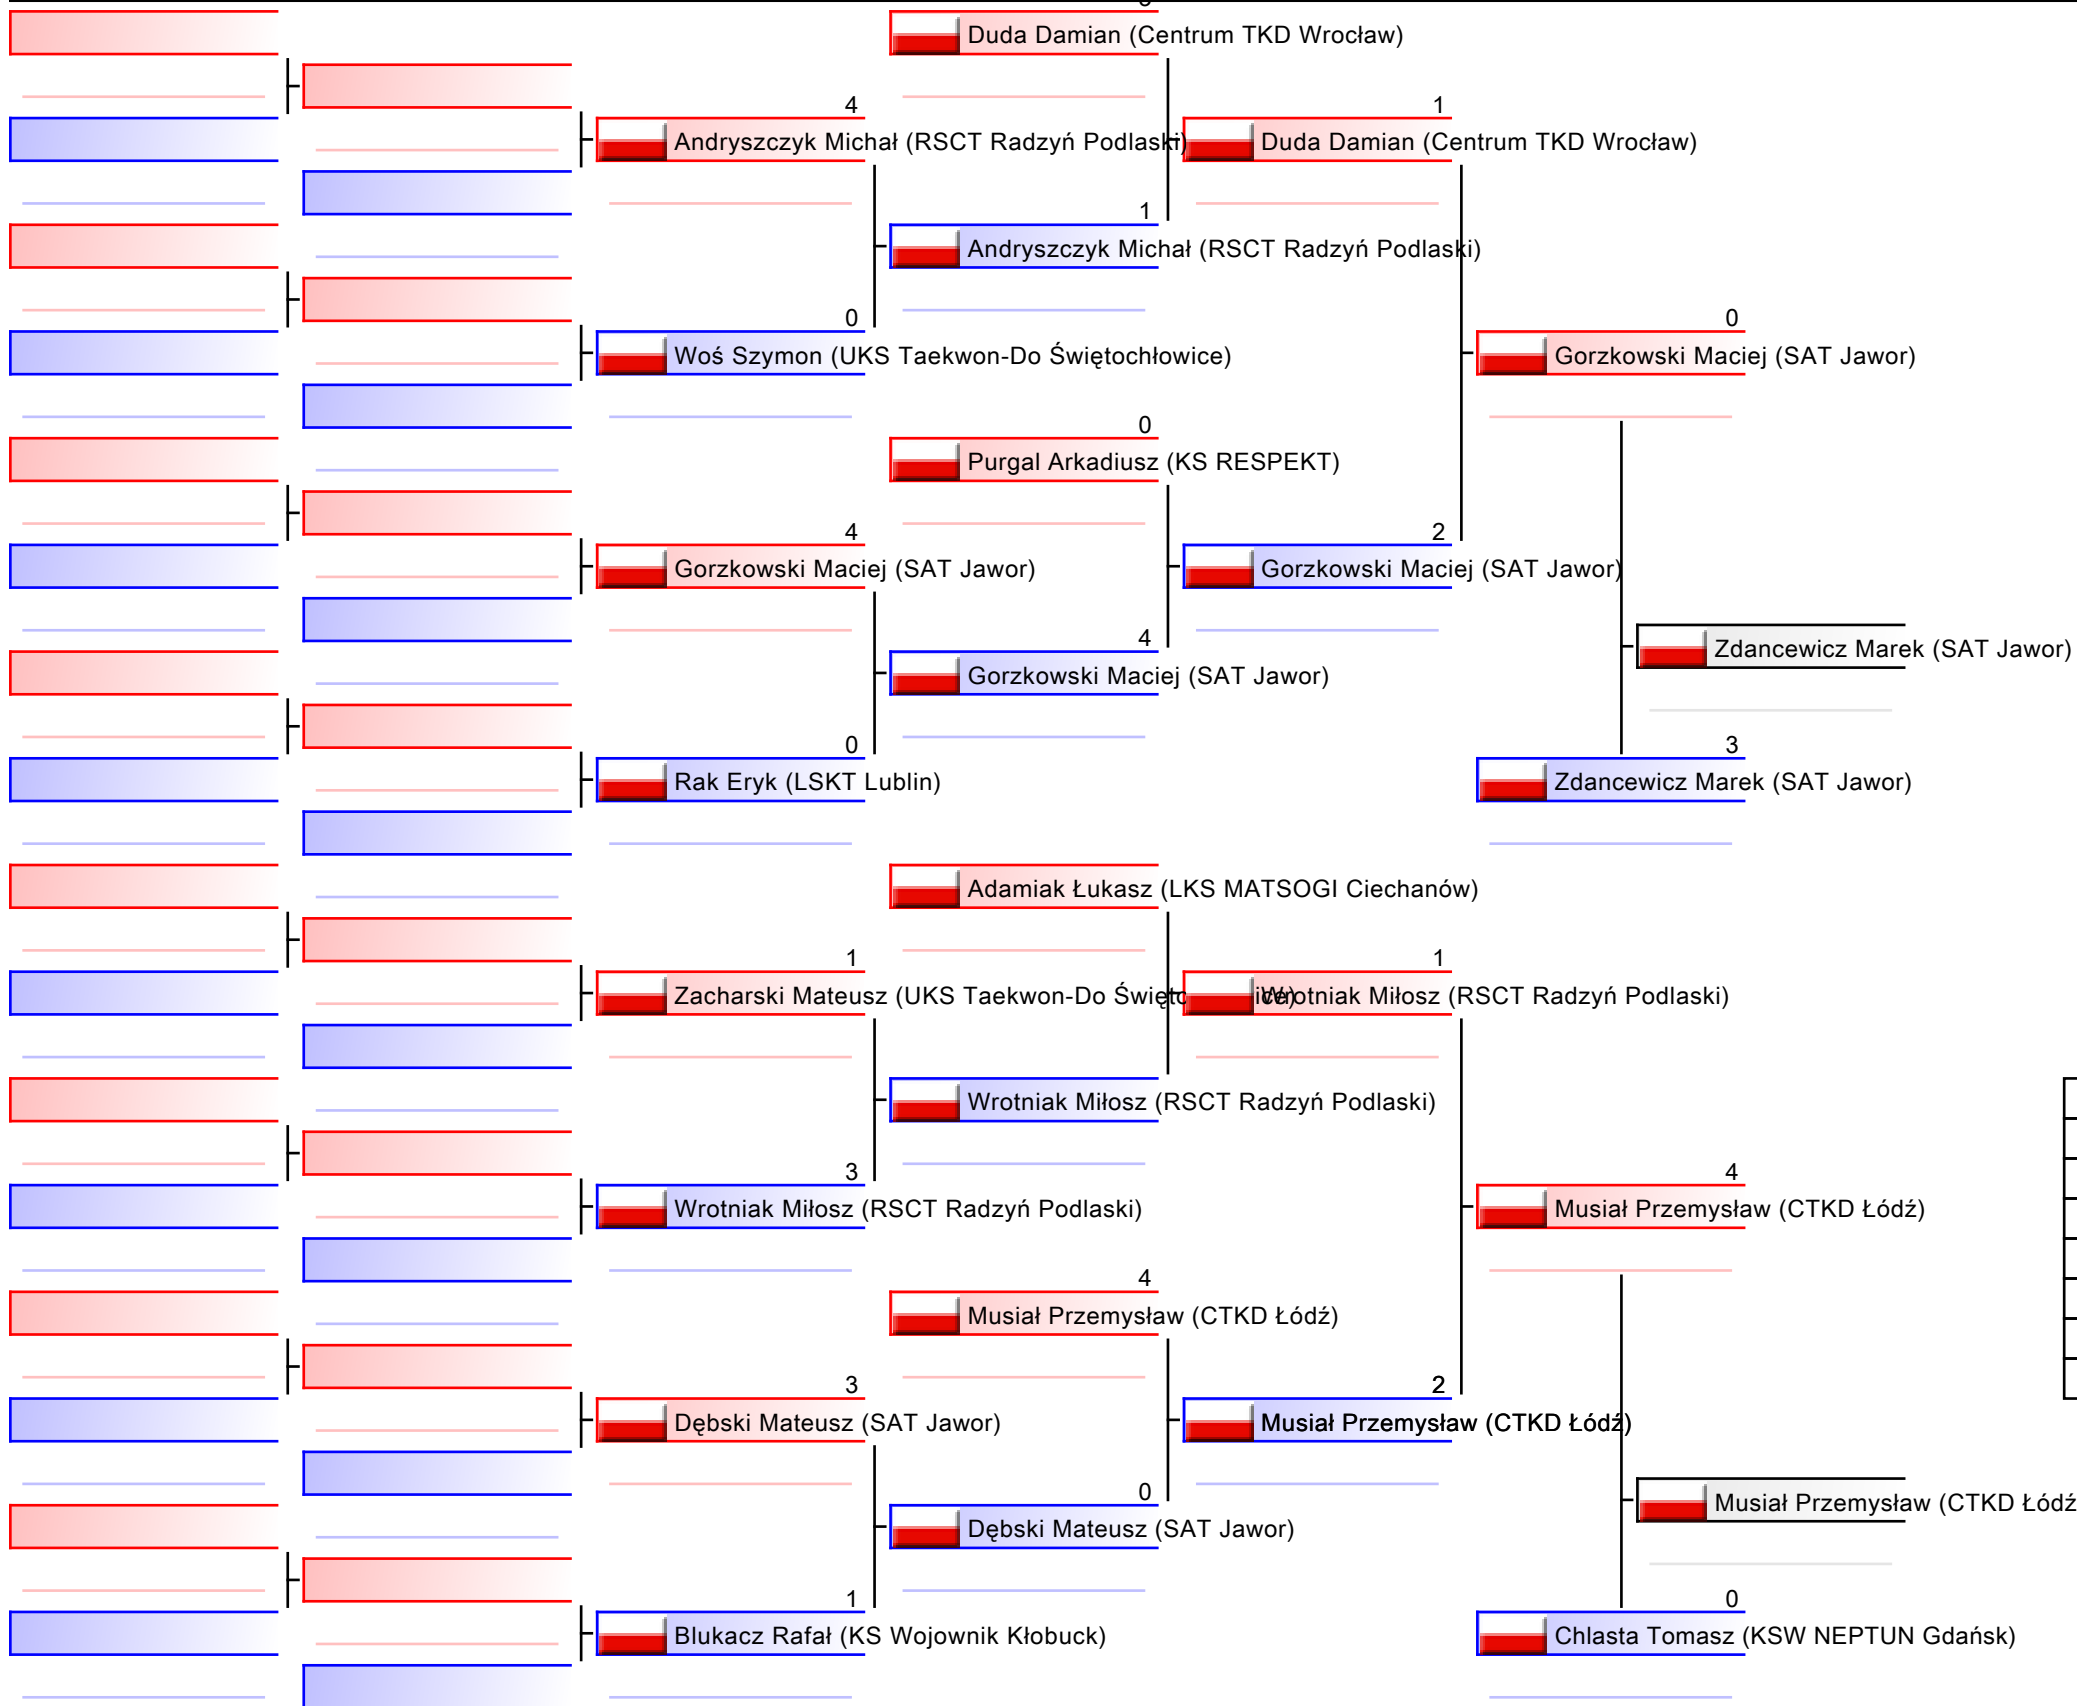 Duda Damian (Centrum TKD Wrocław)
4
1
Andryszczyk Michał (RSCT Radzyń Podlaski)
Duda Damian (Centrum TKD Wrocław)
1
Andryszczyk Michał (RSCT Radzyń Podlaski)
0
0
Woś Szymon (UKS Taekwon-Do Świętochłowice)
Gorzkowski Maciej (SAT Jawor)
0
Purgal Arkadiusz (KS RESPEKT)
4
2
Gorzkowski Maciej (SAT Jawor)
Gorzkowski Maciej (SAT Jawor)
4
Zdancewicz Marek (SAT Jawor)
Gorzkowski Maciej (SAT Jawor)
0
3
Rak Eryk (LSKT Lublin)
Zdancewicz Marek (SAT Jawor)
Adamiak Łukasz (LKS MATSOGI Ciechanów)
1
1
Zacharski Mateusz (UKS Taekwon-Do Święto
ice)
Wrotniak Miłosz (RSCT Radzyń Podlaski)
Wrotniak Miłosz (RSCT Radzyń Podlaski)
3
4
Wrotniak Miłosz (RSCT Radzyń Podlaski)
Musiał Przemysław (CTKD Łódź)
4
Musiał Przemysław (CTKD Łódź)
3
2
Dębski Mateusz (SAT Jawor)
Musiał Przemysław (CTKD Łódź)
0
Musiał Przemysław (CTKD Łódź
Dębski Mateusz (SAT Jawor)
1
0
Blukacz Rafał (KS Wojownik Kłobuck)
Chlasta Tomasz (KSW NEPTUN Gdańsk)